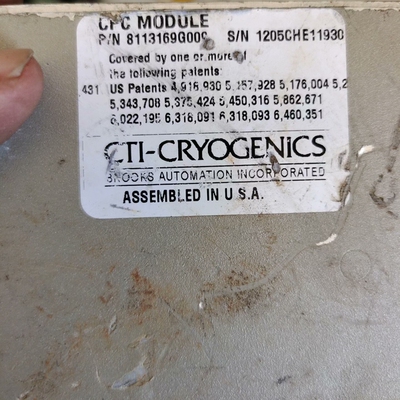 CPC MODULE
P/N 8113169G009 S/N 1205CHE11930
Covered by one or more of
the following patents:
431 US Patents 4,918,930 5,157,928 5,176,004 5,2
5,343,708 5,375,424 5,450,316 5,862,671
6,022,195 6,318,091 6,318,093 6,460,351
CTI-CRYOGENICS
BROOKS AUTOMATION INCORPORATED
ASSEMBLED IN U.S.A.